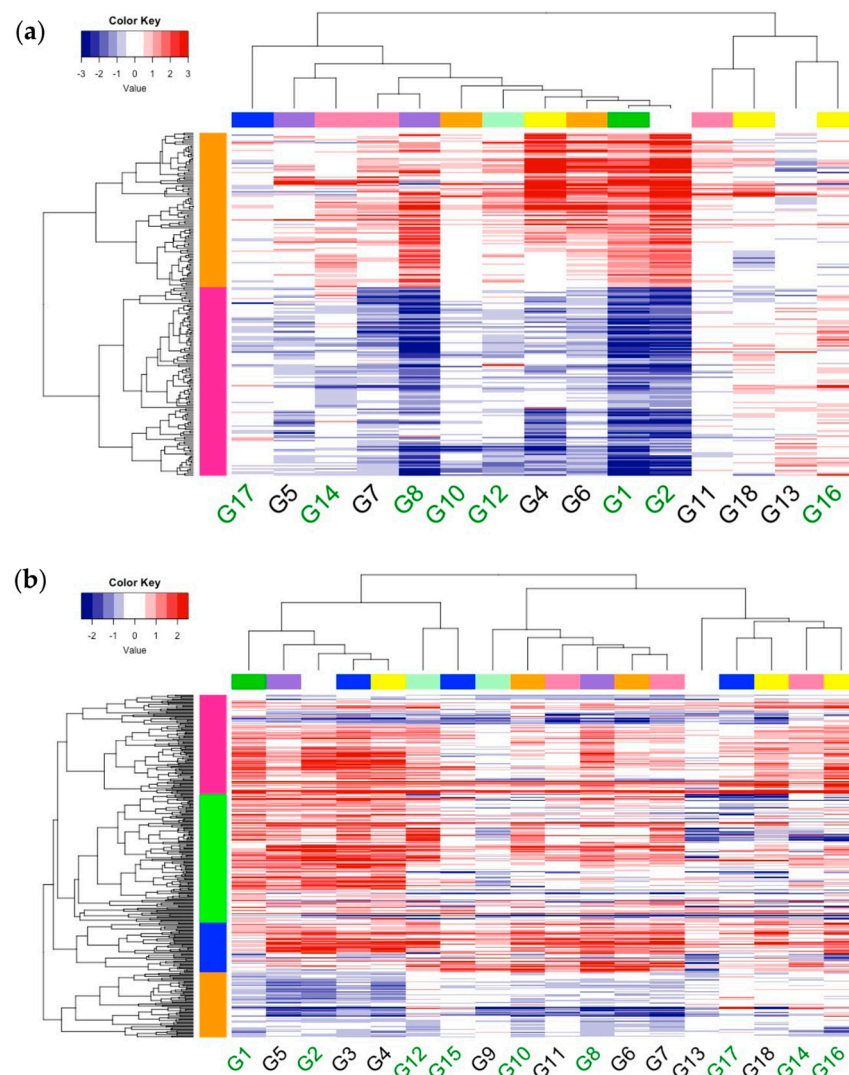 (a)
Color Key
-3 -2 -1 0 1 2 3
Value
G17 G5 G14 G7 G8 G10 G12 G4 G6 G1 G2 G11 G18 G13 G16
(b)
Color Key
-2 -1 0 1 2
Value
G1 G5 G2 G3 G4 G12 G15 G9 G10 G11 G8 G6 G7 G13 G17 G18 G14 G16